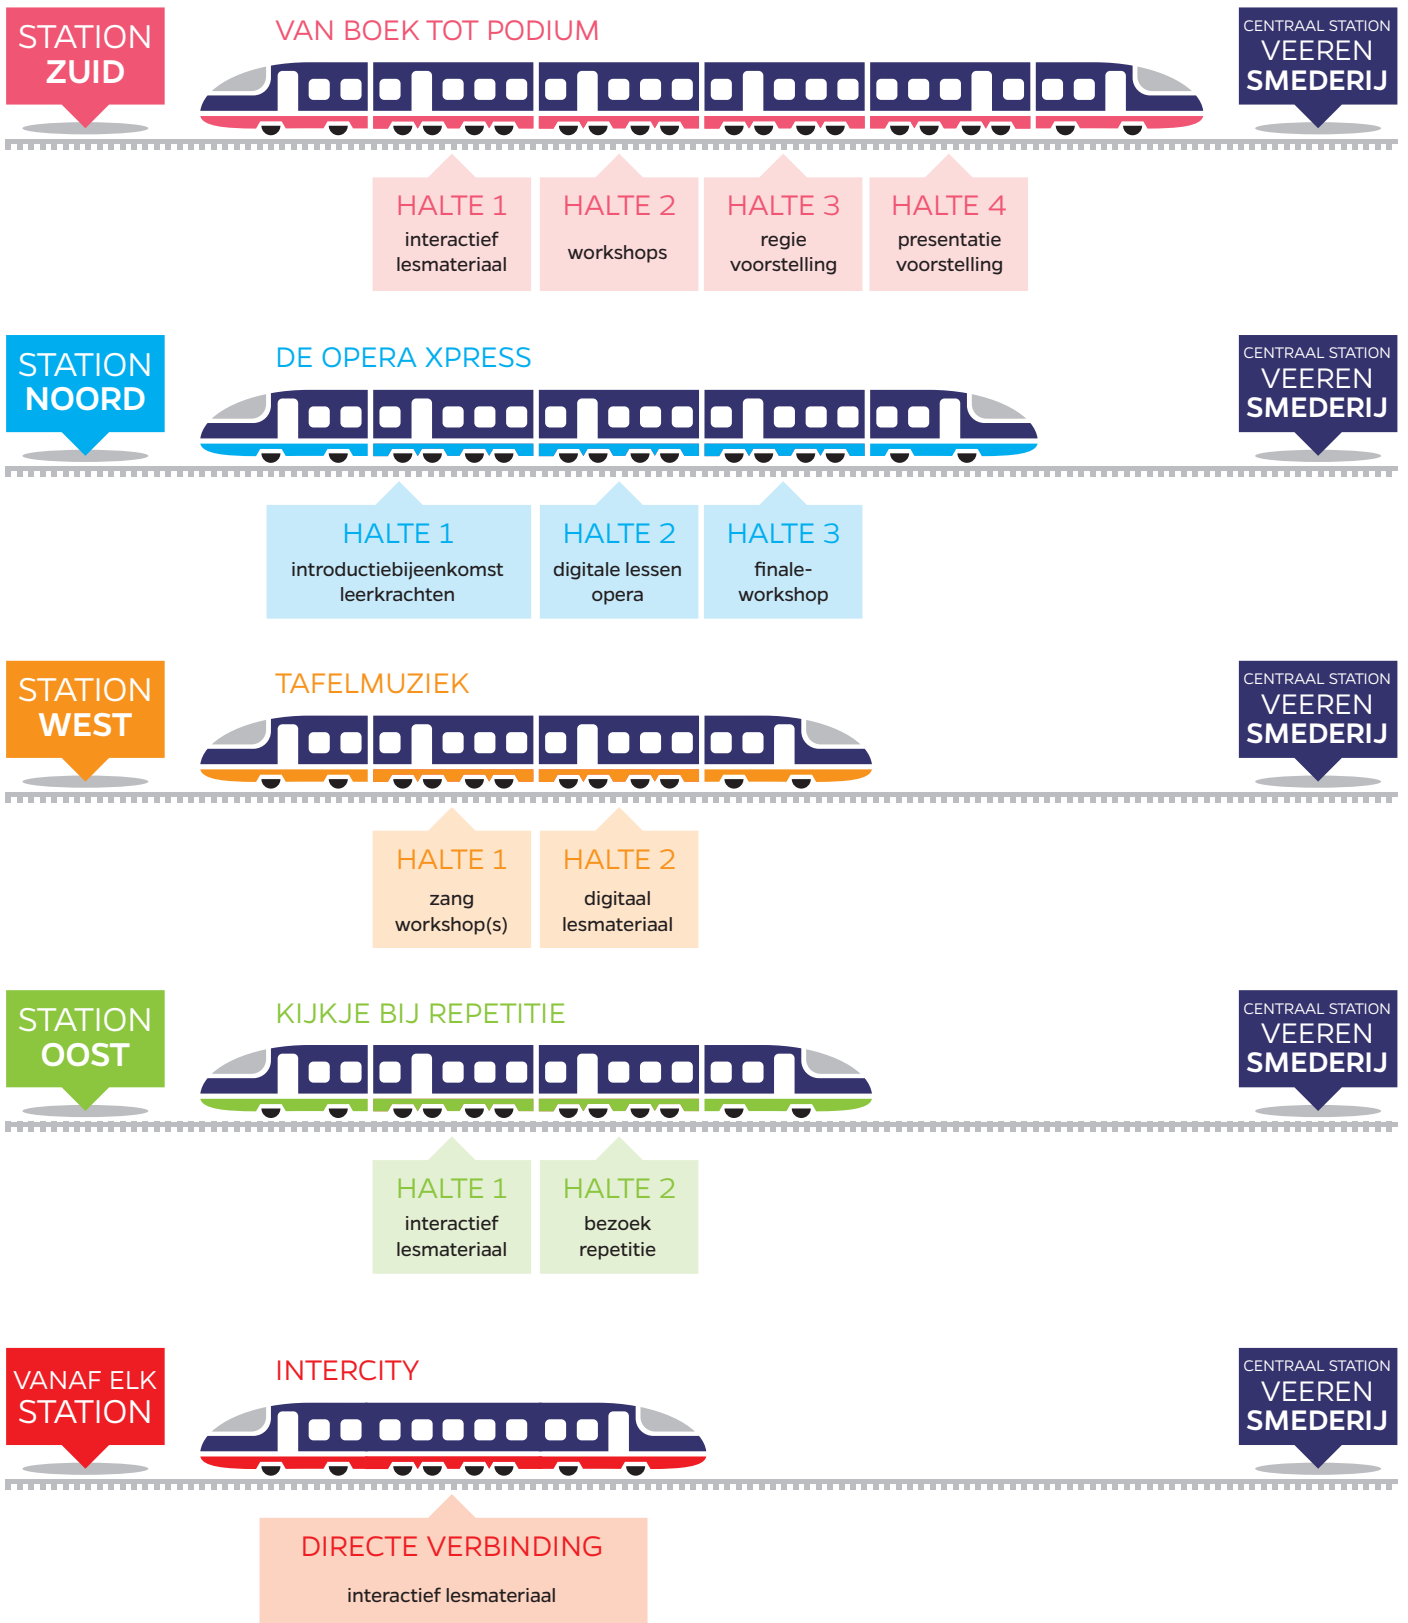 STATION
ZUID
VAN BOEK TOT PODIUM
CENTRAAL STATION
VEEREN
SMEDERIJ
HALTE 1
interactief
lesmateriaal
HALTE 2
workshops
HALTE 3
regie
voorstelling
HALTE 4
presentatie
voorstelling
STATION
NOORD
DE OPERA XPRESS
CENTRAAL STATION
VEEREN
SMEDERIJ
HALTE 1
introductiebijeenkomst
leerkrachten
HALTE 2
digitale lessen
opera
HALTE 3
finale-
workshop
STATION
WEST
TAFELMUZIEK
CENTRAAL STATION
VEEREN
SMEDERIJ
HALTE 1
zang
workshop(s)
HALTE 2
digitaal
lesmateriaal
STATION
OOST
KIJKJE BIJ REPETITIE
CENTRAAL STATION
VEEREN
SMEDERIJ
HALTE 1
interactief
lesmateriaal
HALTE 2
bezoek
repetitie
VANAF ELK
STATION
INTERCITY
CENTRAAL STATION
VEEREN
SMEDERIJ
DIRECTE VERBINDING
interactief lesmateriaal